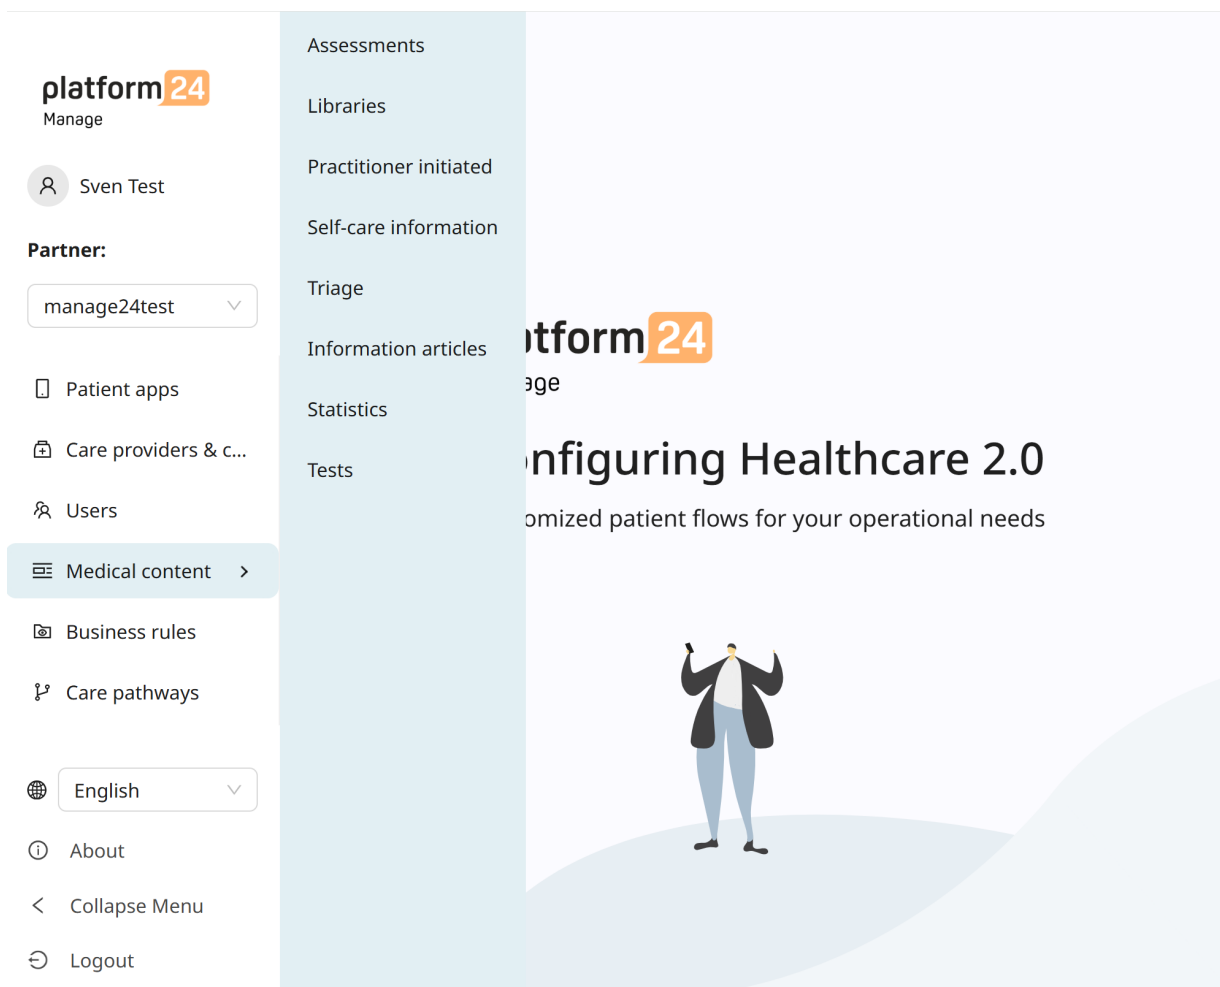 platform24
Manage
Sven Test
Partner:
manage24test
Patient apps
Care providers & c...
Users
Medical content
Business rules
Care pathways
English
About
Collapse Menu
Logout
Assessments
Libraries
Practitioner initiated
Self-care information
Triage
Information articles
Statistics
Tests
tform24
age
nfiguring Healthcare 2.0
omized patient flows for your operational needs